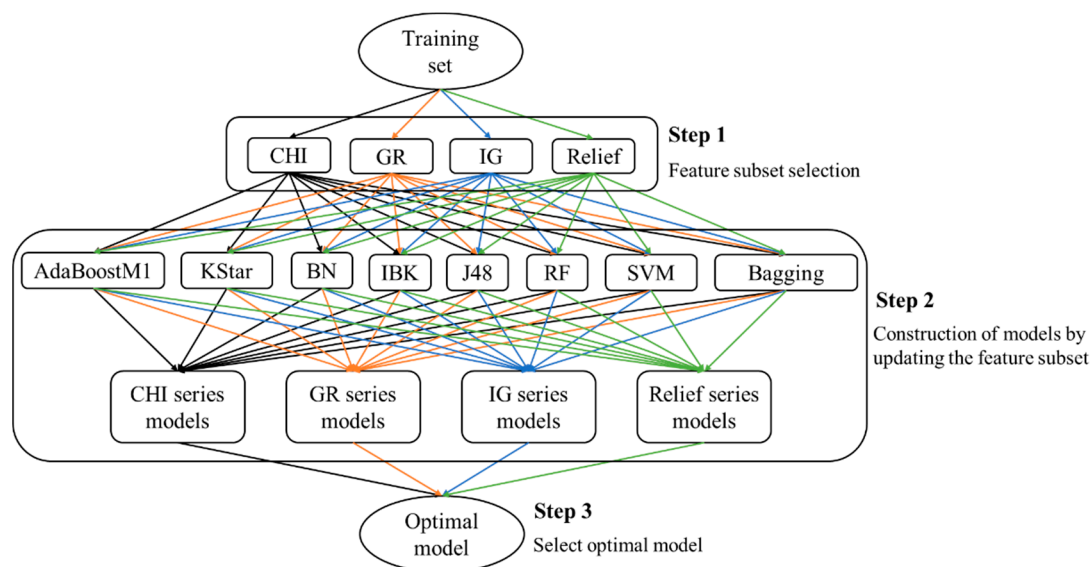 Training
set
Step 1
CHI
GR
IG
Relief
Feature subset selection
AdaBoostM1
KStar
BN
IBK
J48
RF
SVM
Bagging
Step 2
Construction of models by
updating the feature subset
CHI series
models
GR series
models
IG series
models
Relief series
models
Optimal
model
Step 3
Select optimal model